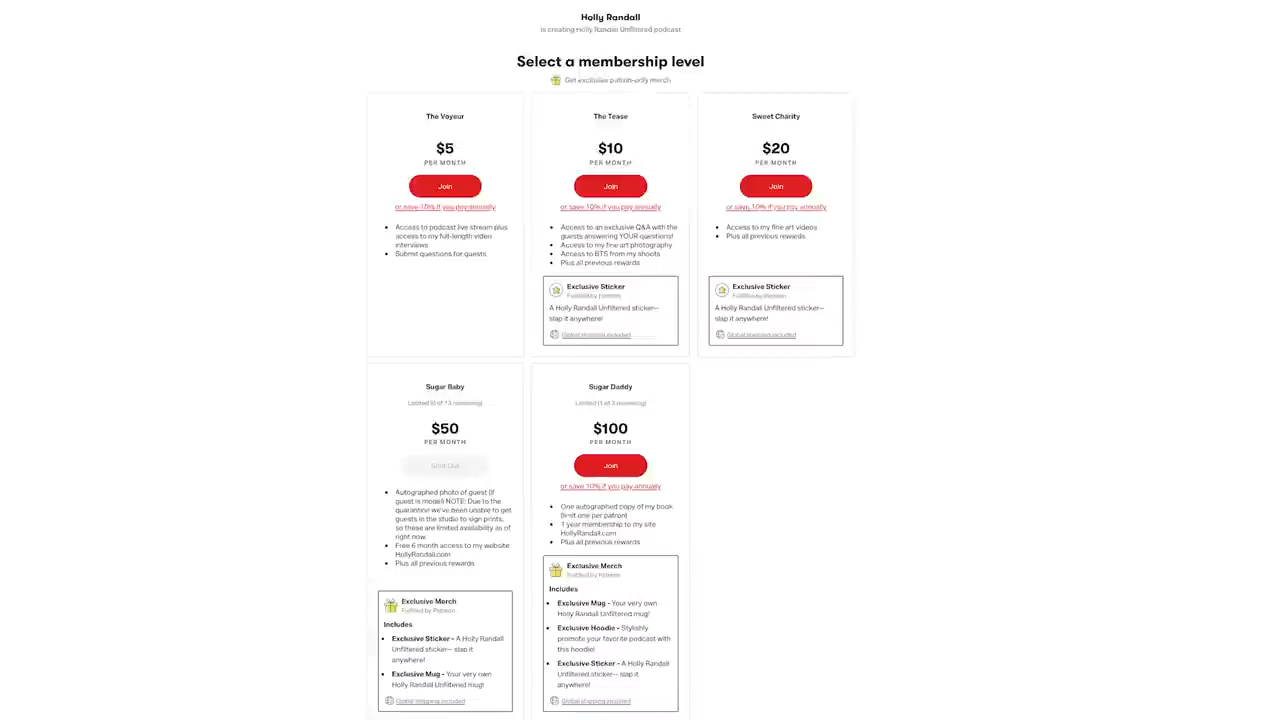 Holly Randall
is creating Holly Randall Unfiltered podcast
Select a membership level
Get exclusive patron-only merch
The Voyeur
$5
PER MONTH
Join
or save 10% if you pay annually
• Access to podcast live stream plus
access to my full-length video
interviews
• Submit questions for guests
The Tease
$10
PER MONTH
Join
or save 10% if you pay annually
• Access to an exclusive Q&A with the
guests answering YOUR questions!
• Access to my fine art photography
• Access to BTS from my shoots
• Plus all previous rewards
Exclusive Sticker
Fulfilled by Patreon
A Holly Randall Unfiltered sticker—
slap it anywhere!
Global shipping included
Sweet Charity
$20
PER MONTH
Join
or save 10% if you pay annually
• Access to my fine art videos
• Plus all previous rewards
Exclusive Sticker
Fulfilled by Patreon
A Holly Randall Unfiltered sticker—
slap it anywhere!
Global shipping included
Sugar Baby
Limited (0 of 13 remaining)
$50
PER MONTH
Sold Out
• Autographed photo of guest (if
guest is model) NOTE: Due to the
quarantine we've been unable to get
guests in the studio to sign prints,
so these are limited availability as of
right now
• Free 6 month access to my website
HollyRandall.com
• Plus all previous rewards
Exclusive Merch
Fulfilled by Patreon
Includes
• Exclusive Sticker - A Holly Randall
Unfiltered sticker— slap it
anywhere!
• Exclusive Mug - Your very own
Holly Randall Unfiltered mug!
Global shipping included
Sugar Daddy
Limited (1 of 3 remaining)
$100
PER MONTH
Join
or save 10% if you pay annually
• One autographed copy of my book
(limit one per patron)
• 1 year membership to my site
HollyRandall.com
• Plus all previous rewards
Exclusive Merch
Fulfilled by Patreon
Includes
• Exclusive Mug - Your very own
Holly Randall Unfiltered mug!
• Exclusive Hoodie - Stylishly
promote your favorite podcast with
this hoodie!
• Exclusive Sticker - A Holly Randall
Unfiltered sticker— slap it
anywhere!
Global shipping included